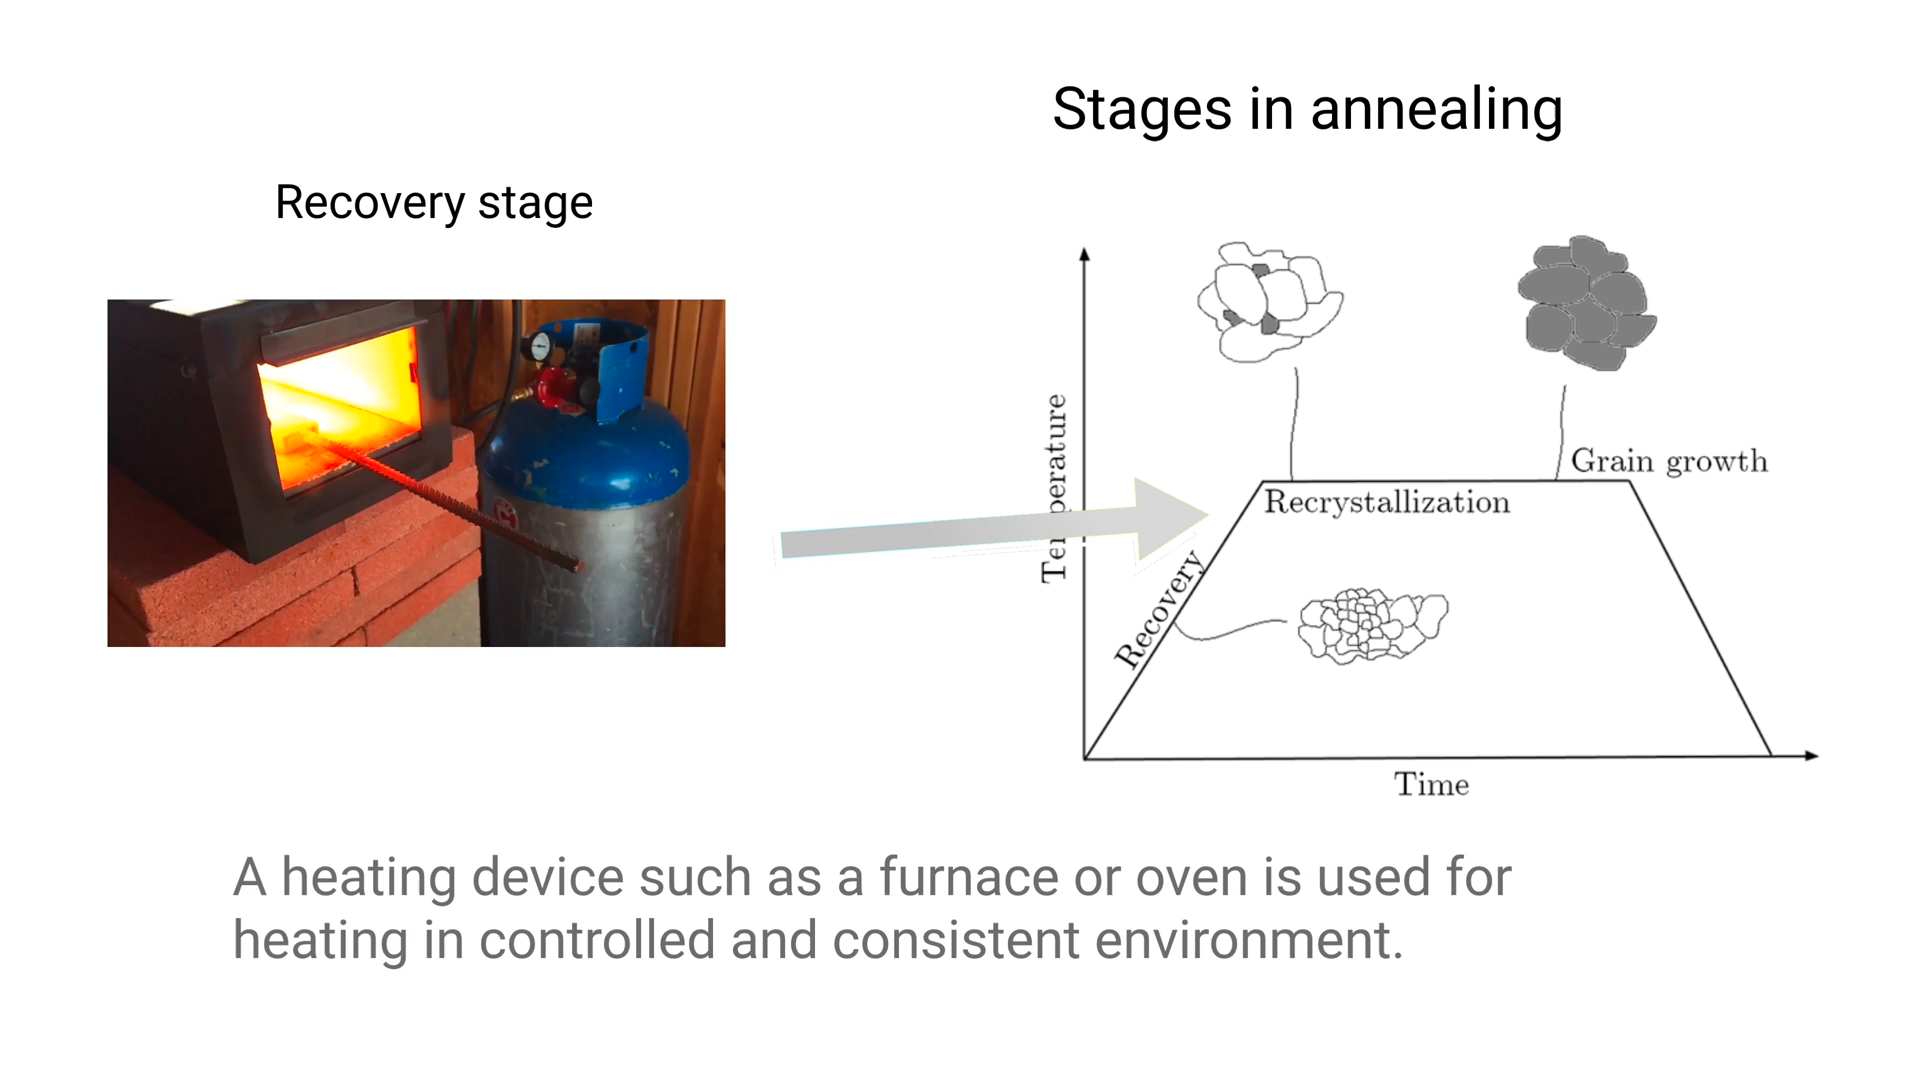 Stages in annealing
Recovery stage
Temperature
Grain growth
Recrystallization
Recovery
Time
A heating device such as a furnace or oven is used for
heating in controlled and consistent environment.